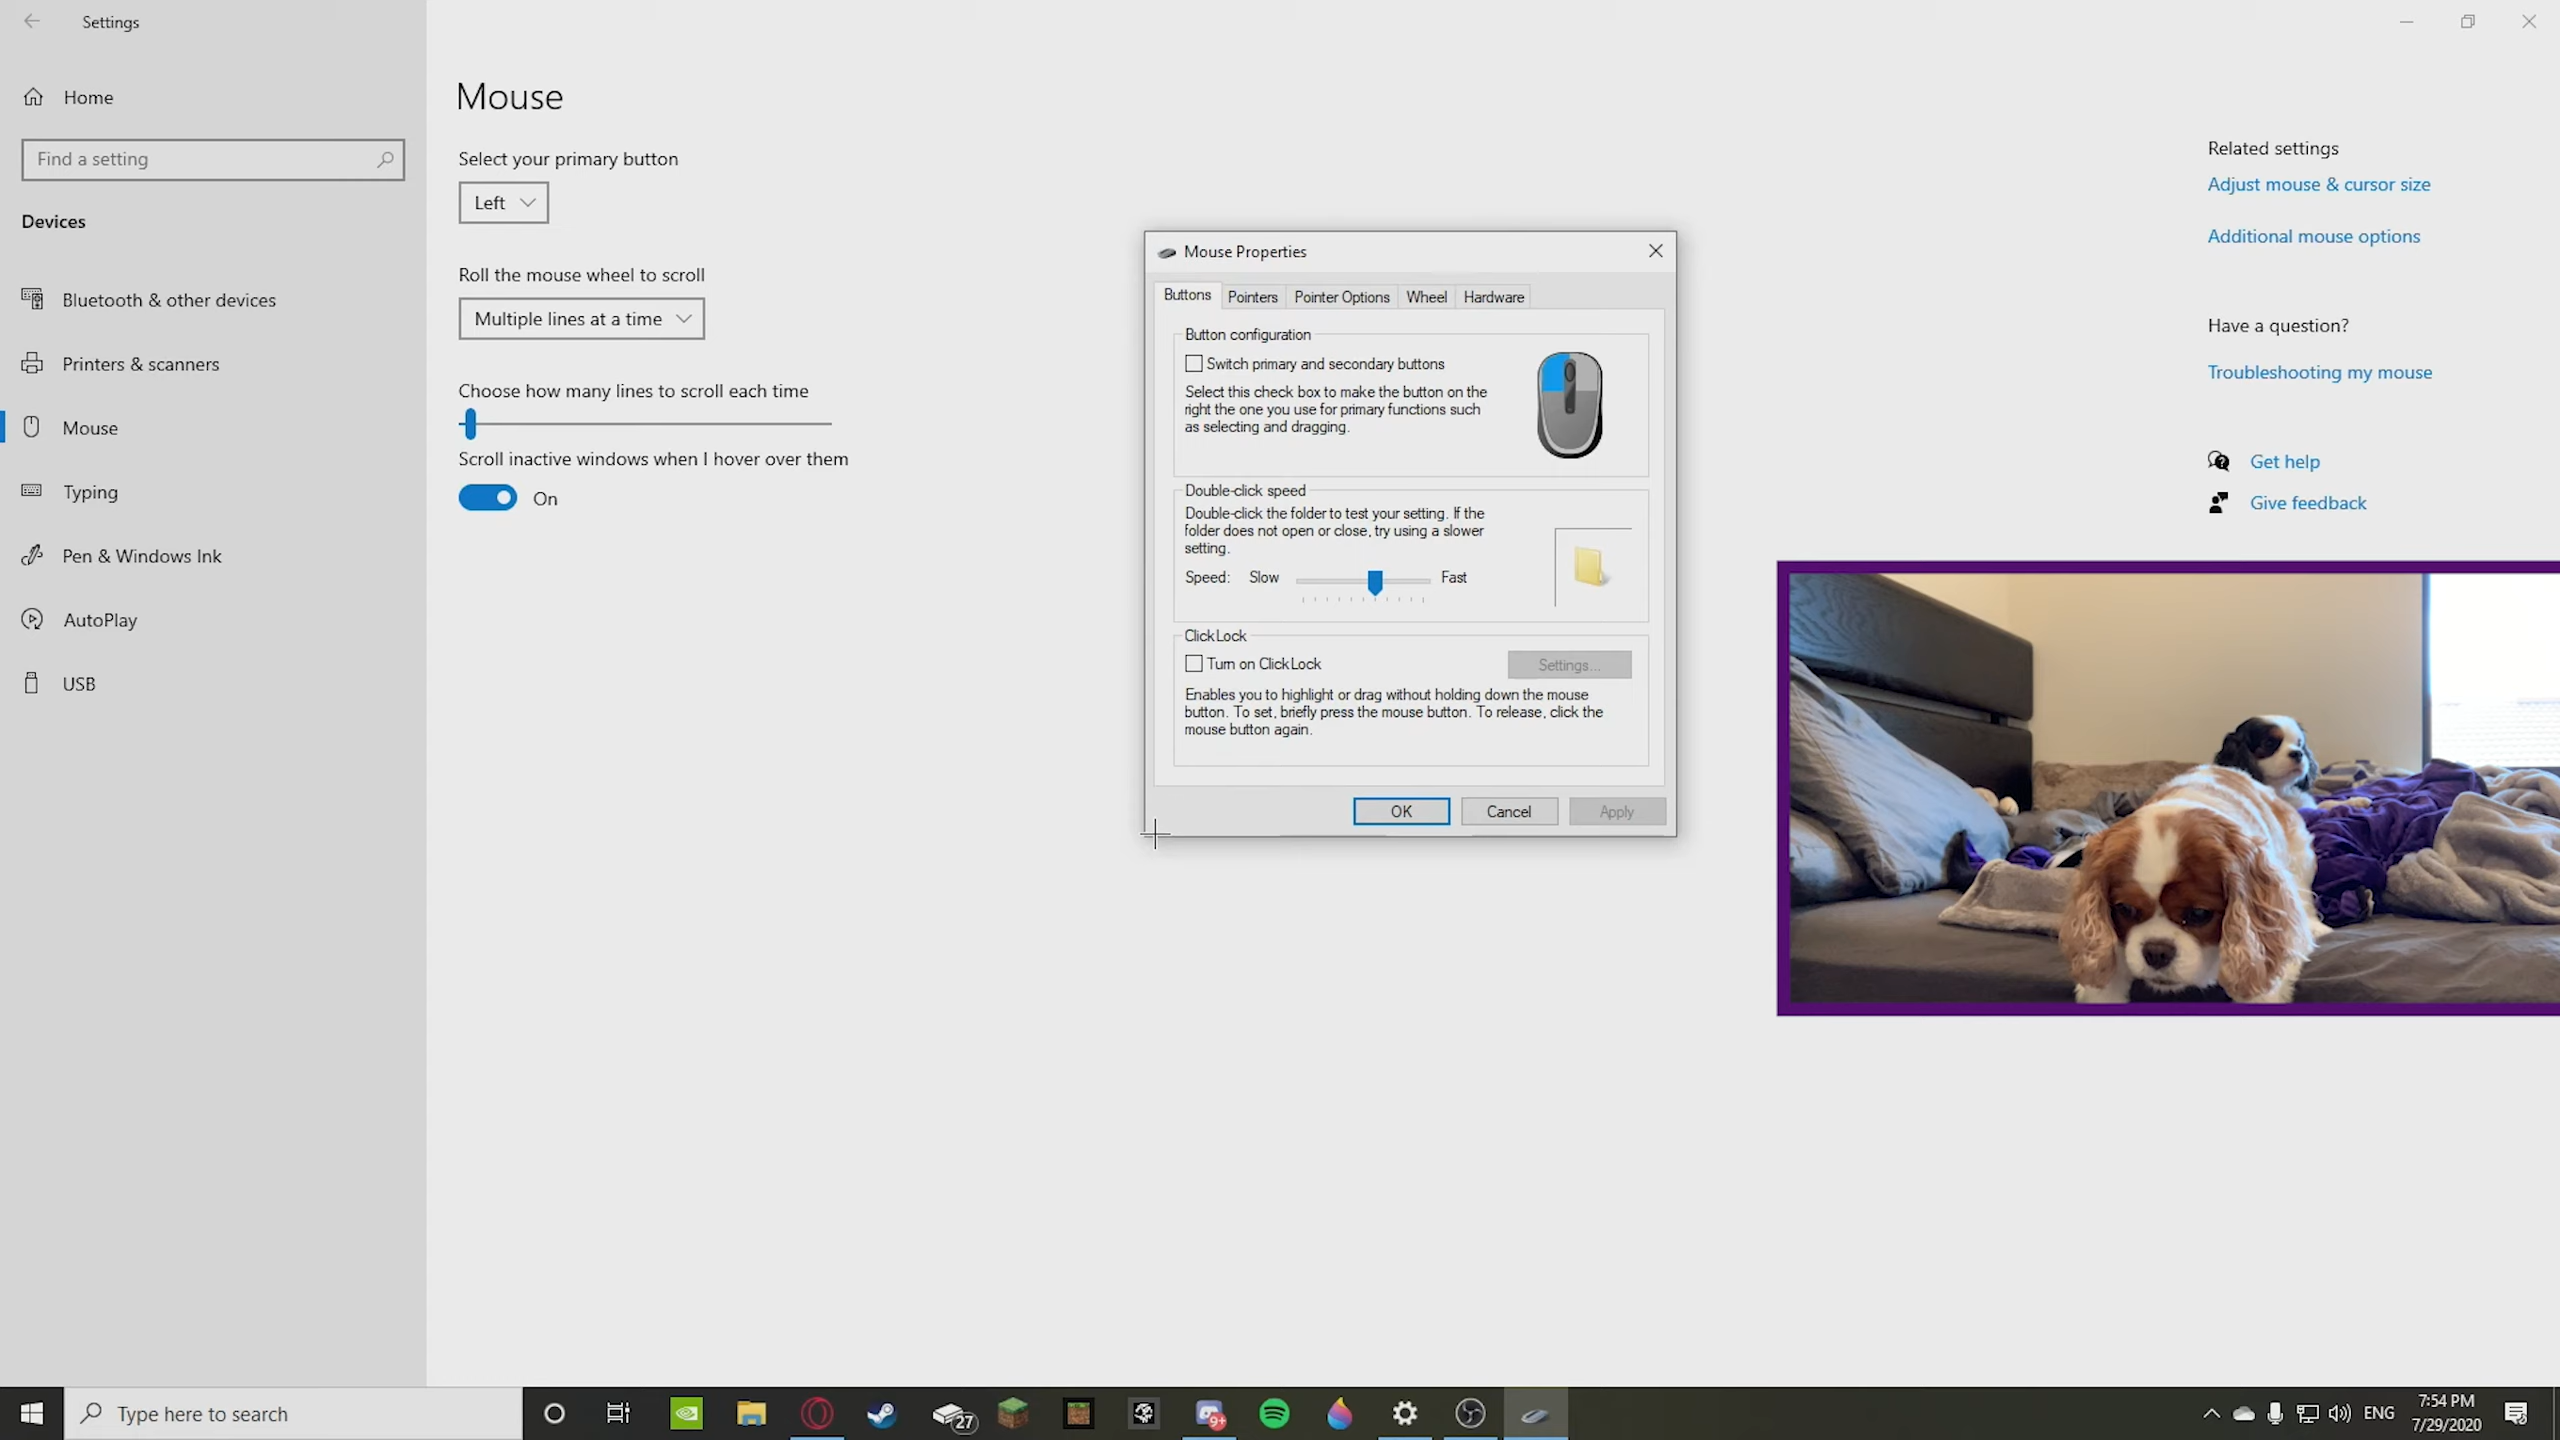 Settings
Home
Find a setting
Devices
Bluetooth & other devices
Printers & scanners
Mouse
Typing
Pen & Windows Ink
AutoPlay
USB
Mouse
Select your primary button
Left
Roll the mouse wheel to scroll
Multiple lines at a time
Choose how many lines to scroll each time
Scroll inactive windows when I hover over them
On
Mouse Properties
Buttons Pointers Pointer Options Wheel Hardware
Button configuration
Switch primary and secondary buttons
Select this check box to make the button on the
right the one you use for primary functions such
as selecting and dragging.
Double-click speed
Double-click the folder to test your setting. If the
folder does not open or close, try using a slower
setting.
Speed: Slow Fast
ClickLock
Turn on ClickLock
Settings...
Enables you to highlight or drag without holding down the mouse
button. To set, briefly press the mouse button. To release, click the
mouse button again.
OK Cancel Apply
Related settings
Adjust mouse & cursor size
Additional mouse options
Have a question?
Troubleshooting my mouse
Get help
Give feedback
Type here to search
27
9+
ENG
7:54 PM
7/29/2020